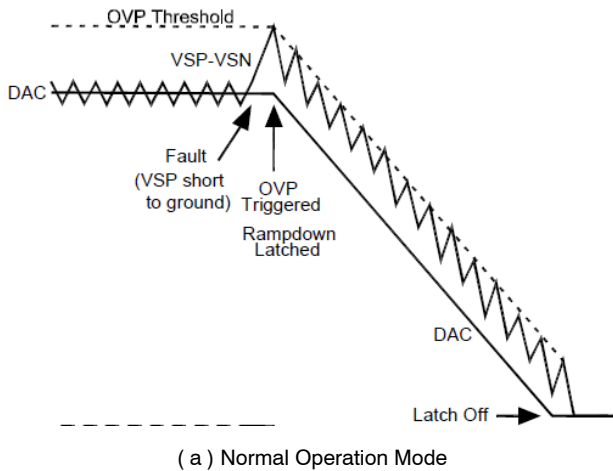 OVP Threshold
VSP-VSN
DAC
Fault
(VSP short
to ground)
OVP
Triggered
Rampdown
Latched
DAC
Latch Off
( a ) Normal Operation Mode